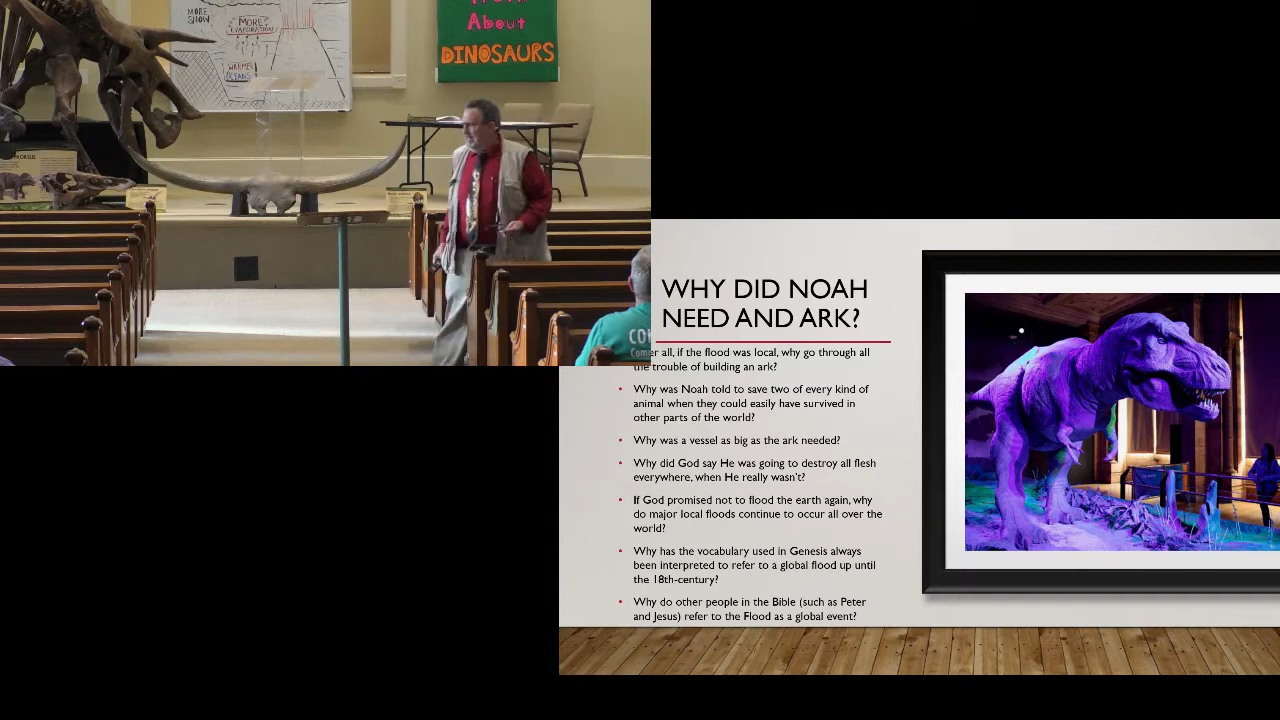 MORE
SNOW
MORE?
EVAPORATION
WARMER
OCEANS
About
DINOSAURS
WHY DID NOAH
NEED AND ARK?
er all, if the flood was local, why go through all
the trouble of building an ark?
• Why was Noah told to save two of every kind of
animal when they could easily have survived in
other parts of the world?
• Why was a vessel as big as the ark needed?
• Why did God say He was going to destroy all flesh
everywhere, when He really wasn't?
• If God promised not to flood the earth again, why
do major local floods continue to occur all over the
world?
• Why has the vocabulary used in Genesis always
been interpreted to refer to a global flood up until
the 18th-century?
• Why do other people in the Bible (such as Peter
and Jesus) refer to the Flood as a global event?